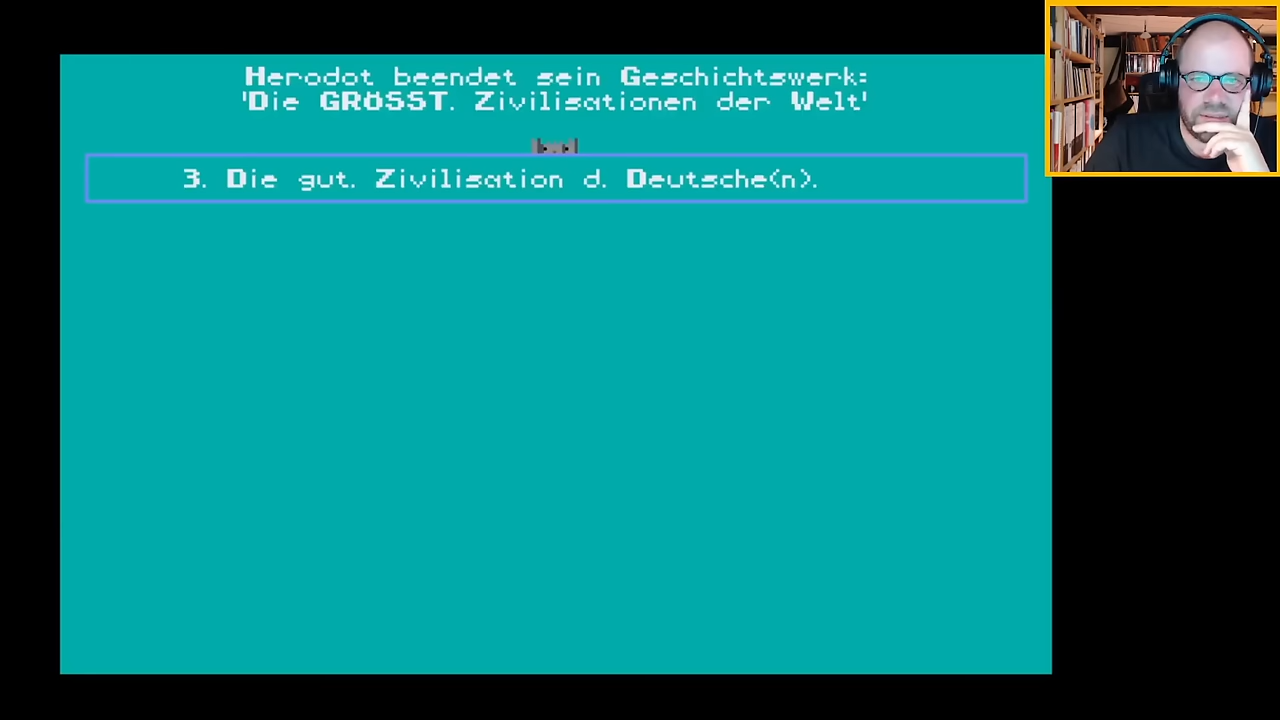 Herodot beendet sein Geschichtswerk:
'Die GRÖSST. Zivilisationen der Welt'
3. Die gut. Zivilisation d. Deutsche(n).